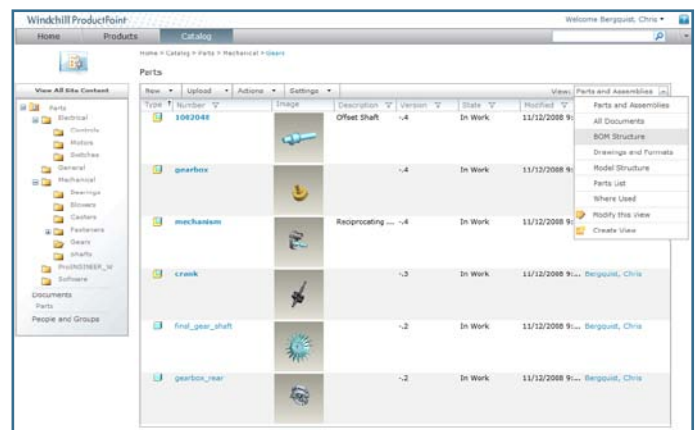 Windchill ProductPoint
Welcome Bergquist, Chris
Home Products Catalog
Home > Catalog > Parts > Mechanical > Gears
Parts
View All Site Content
New Upload Actions Settings View: Parts and Assemblies
Type Number Image Description Version State Modified
Parts
Electrical
Controls
Motors
Switches
General
Mechanical
Bearings
Blowers
Casters
Fasteners
Gears
Shafts
ProENGINEER_W
Software
Documents
Parts
People and Groups
1002048 Offset Shaft -.4 In Work 11/12/2008 9:
gearbox -.4 In Work 11/12/2008 9:
mechanism Reciprocating ... -.4 In Work 11/12/2008 9:
crank -.3 In Work 11/12/2008 9:... Bergquist, Chris
final_gear_shaft -.2 In Work 11/12/2008 9:... Bergquist, Chris
gearbox_rear -.2 In Work 11/12/2008 9:... Bergquist, Chris
Parts and Assemblies
All Documents
BOM Structure
Drawings and Formats
Model Structure
Parts List
Where Used
Modify this View
Create View